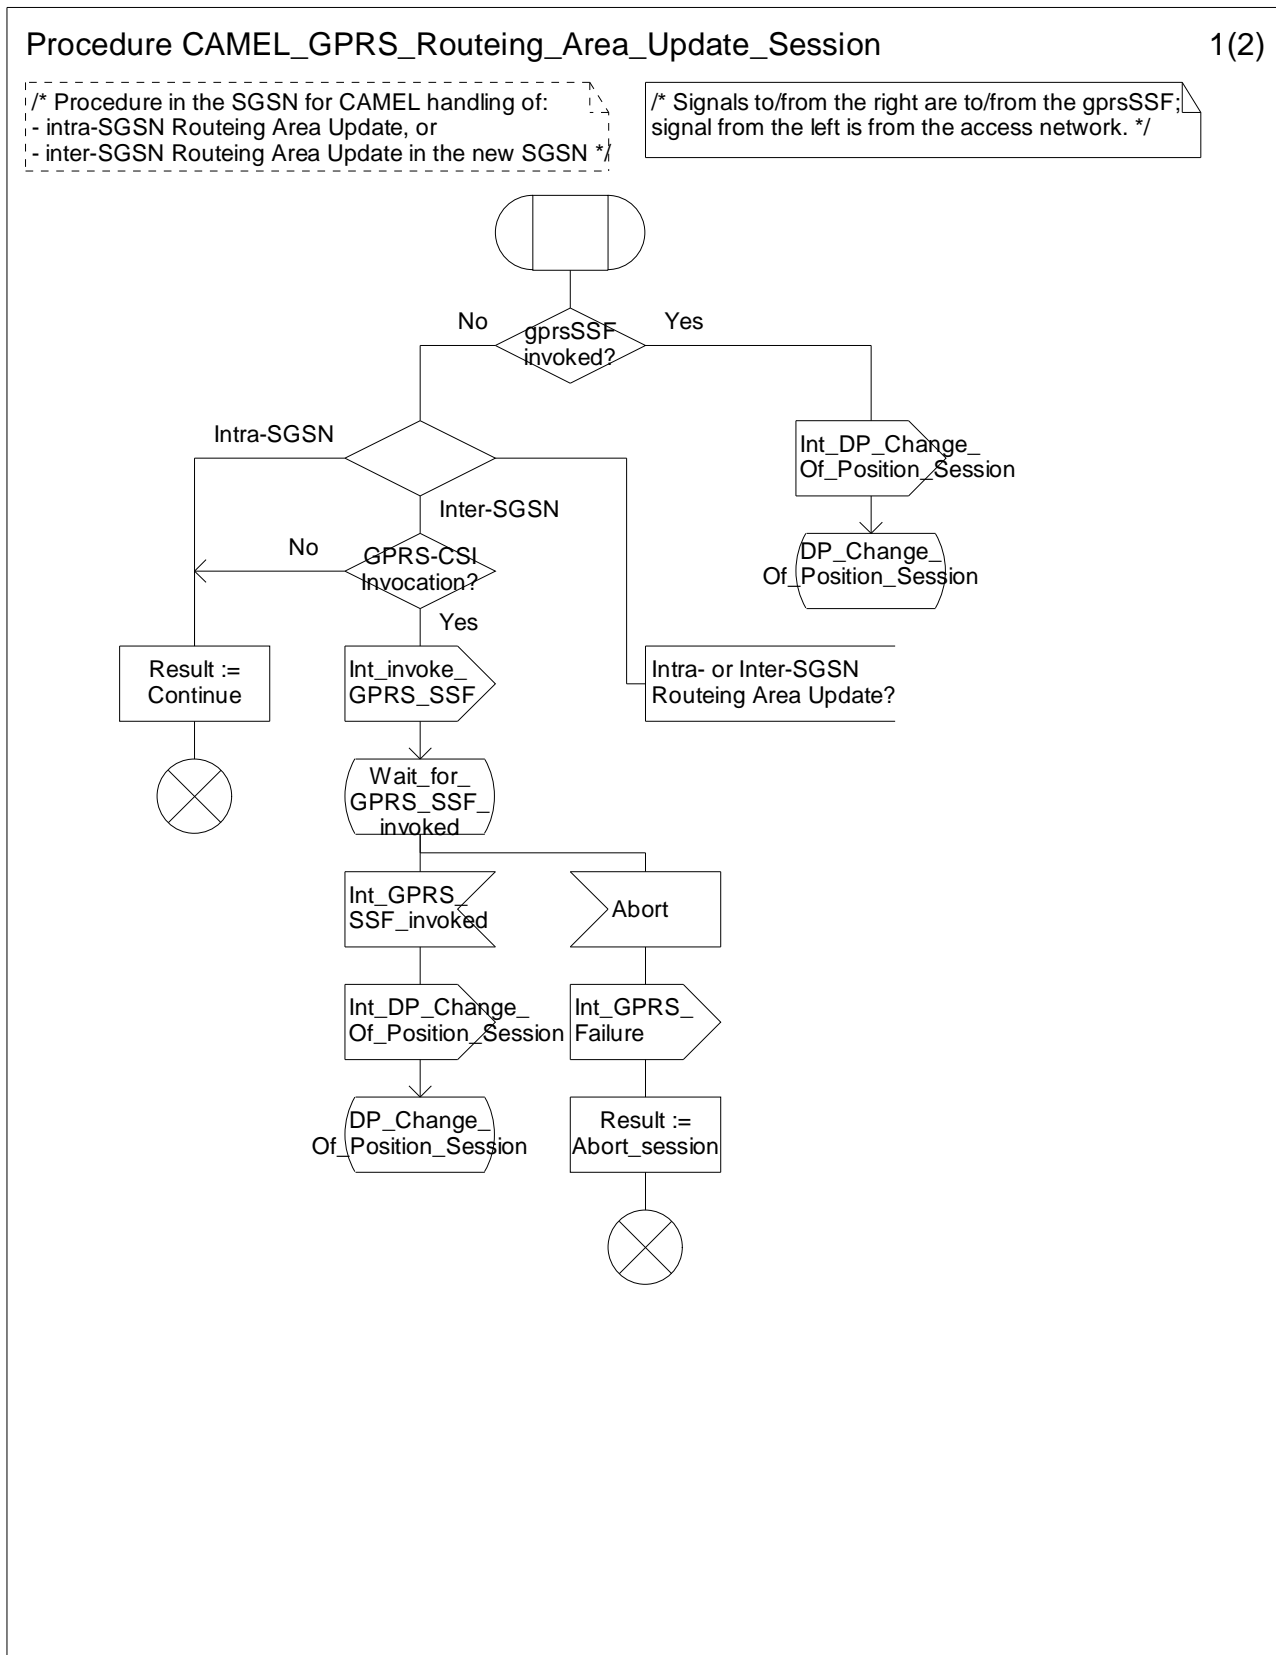 Procedure CAMEL_GPRS_Routeing_Area_Update_Session
1(2)
/* Procedure in the SGSN for CAMEL handling of:
- intra-SGSN Routeing Area Update, or
- inter-SGSN Routeing Area Update in the new SGSN */
/* Signals to/from the right are to/from the gprsSSF;
signal from the left is from the access network. */
No
gprsSSF
invoked?
Yes
Intra-SGSN
Inter-SGSN
Int_DP_Change_
Of_Position_Session
No
GPRS-CSI
Invocation?
Yes
DP_Change_
Of_Position_Session
Result :=
Continue
Int_invoke_
GPRS_SSF
Intra- or Inter-SGSN
Routeing Area Update?
Wait_for_
GPRS_SSF_
invoked
Int_GPRS_
SSF_invoked
Abort
Int_DP_Change_
Of_Position_Session
Int_GPRS_
Failure
DP_Change_
Of_Position_Session
Result :=
Abort_session